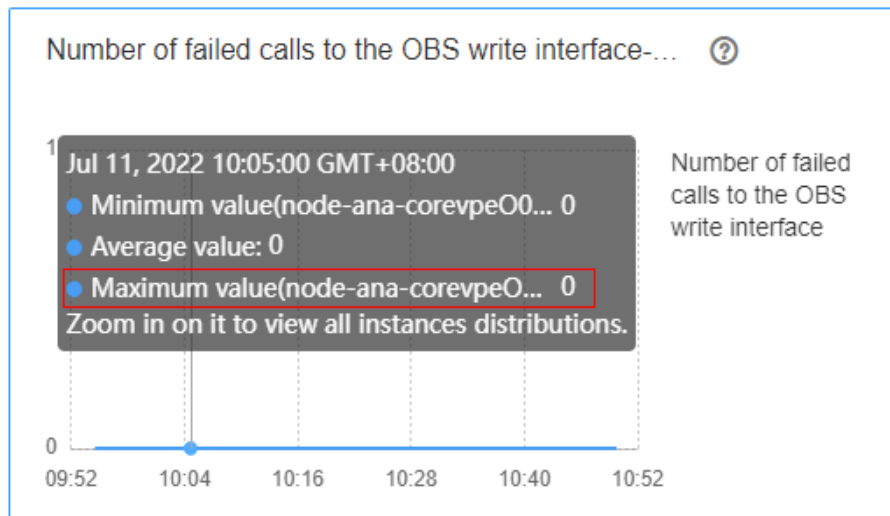 Number of failed calls to the OBS write interface-...
1
Jul 11, 2022 10:05:00 GMT+08:00
Minimum value(node-ana-corevpeO0... 0
Average value: 0
Maximum value(node-ana-corevpeO... 0
Zoom in on it to view all instances distributions.
Number of failed
calls to the OBS
write interface
0
09:52 10:04 10:16 10:28 10:40 10:52